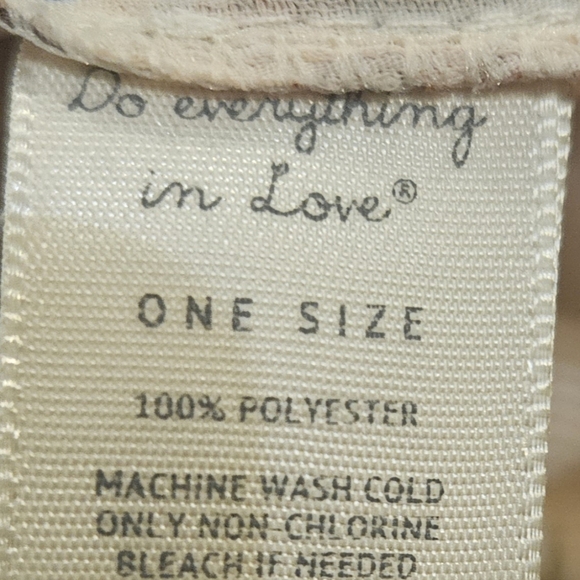 Do everything
in Love®
ONE SIZE
100% POLYESTER
MACHINE WASH COLD
ONLY NON-CHLORINE
BLEACH IF NEEDED